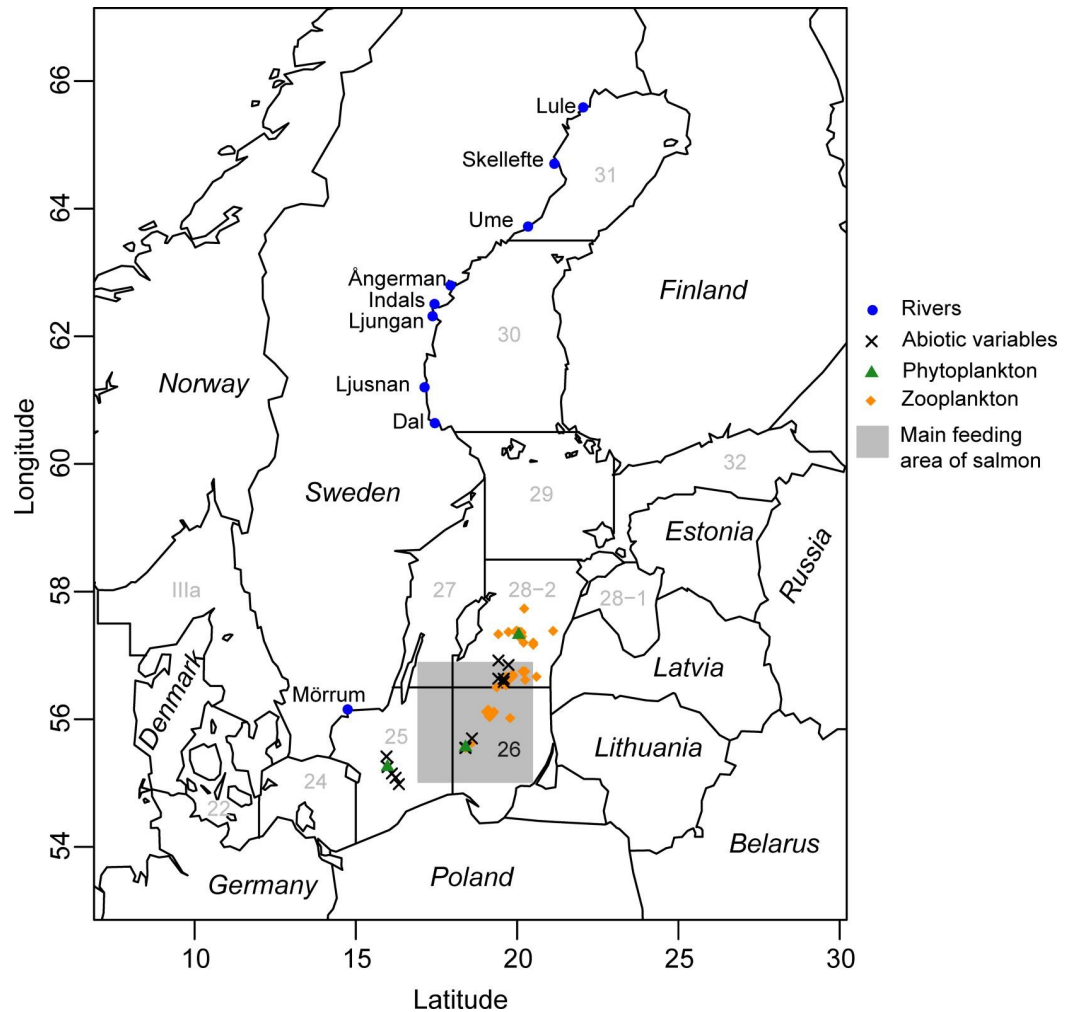 66
64
62
60
58
56
54
Longitude
10
15
20
25
30
Latitude
Lule
Skellefte
31
Ume
Ångerman
Indals
Ljungan
Finland
30
Norway
Ljusnan
Dal
32
Sweden
29
Estonia
Russia
IIIa
27
28-2
28-1
Latvia
Denmark
Mörrum
25
26
Lithuania
24
22
Belarus
Germany
Poland
Rivers
Abiotic variables
Phytoplankton
Zooplankton
Main feeding
area of salmon